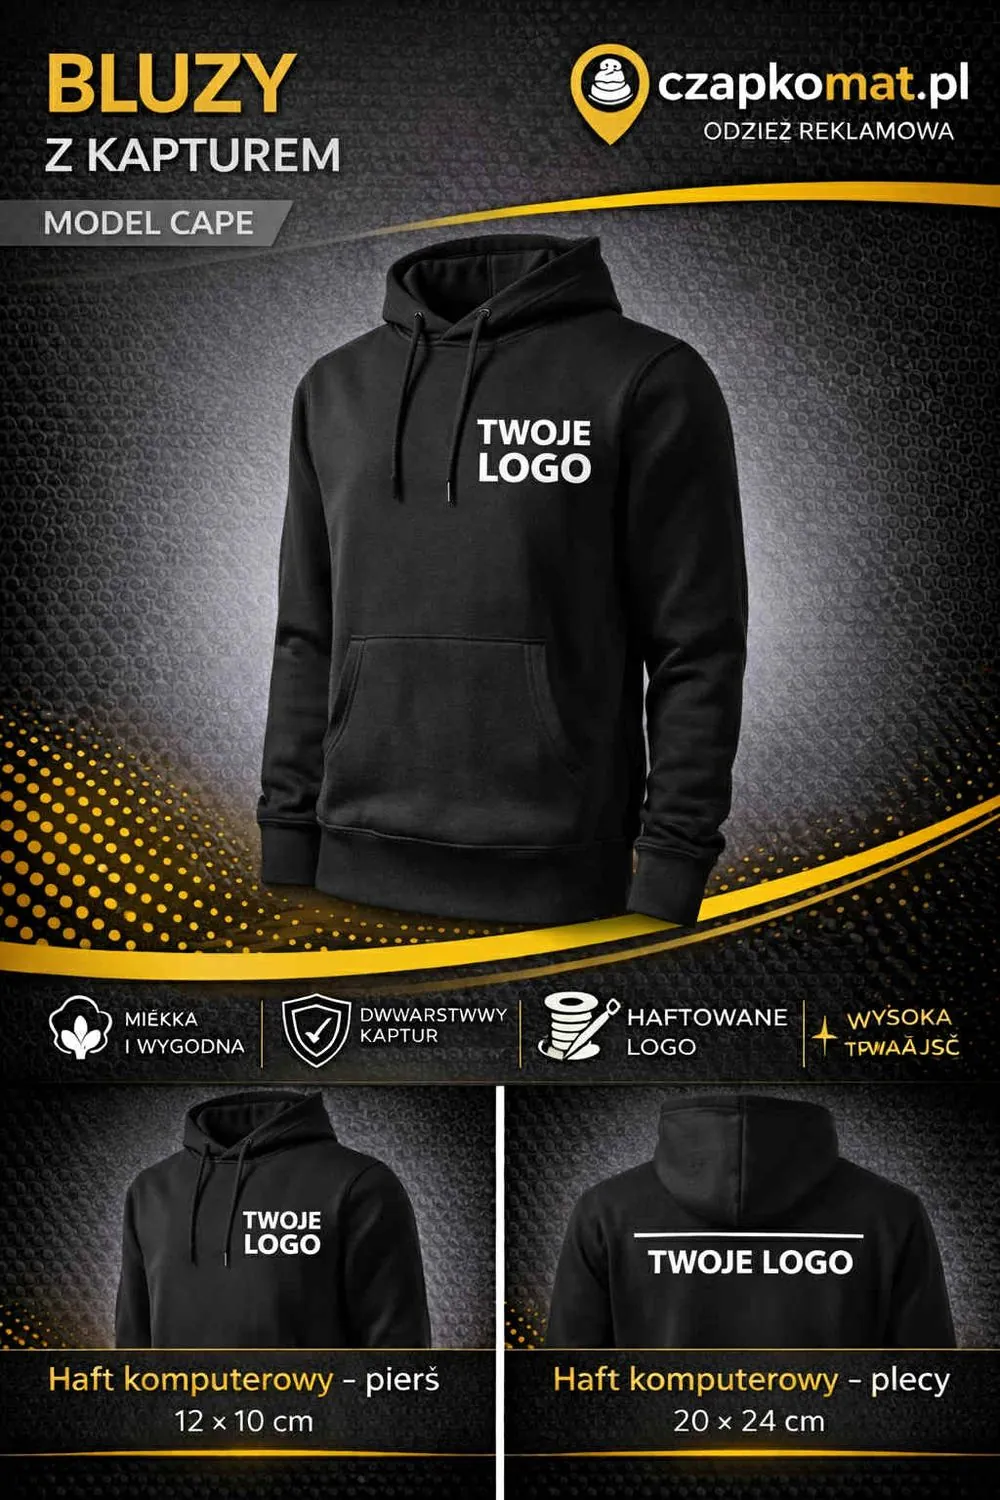 BLUZY
Z KAPTUREM
MODEL CAPE
czapkomat.pl
ODZIEŻ REKLAMOWA
TWOJE
LOGO
MIĖKKA
I WYGODNA
DWWARSTWWY
KAPTUR
HAFTOWANE
LOGO
WYSOKA
TWOJE
LOGO
TWOJE LOGO
Haft komputerowy - pierš
12 × 10 cm
Haft komputerowy - plecy
20 × 24 cm